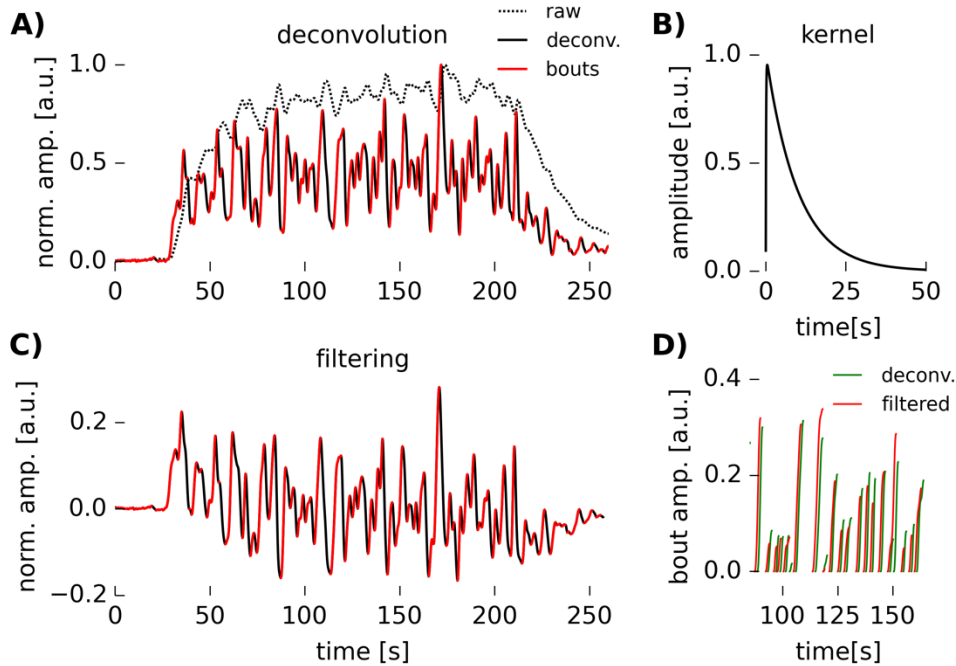 A)
deconvolution
raw
deconv.
bouts
norm. amp. [a.u.]
1.0
0.5
0.0
0
50
100
150
200
250
B)
kernel
amplitude [a.u.]
1.0
0.5
0.0
0
25
50
time[s]
C)
filtering
norm. amp. [a.u.]
0.2
0.0
−0.2
0
50
100
150
200
250
time [s]
D)
deconv.
filtered
bout amp. [a.u.]
0.4
0.2
0.0
100
125
150
time[s]